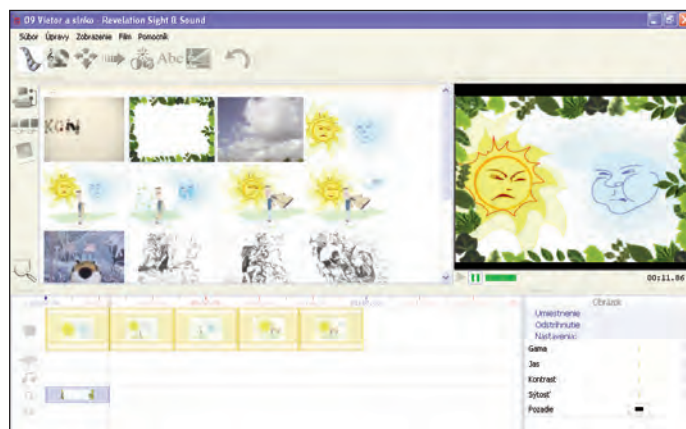 09 Vietor a slnko - Revelation Sight & Sound
Súbor Úpravy Zobrazenie Film Pomocník
Abc
KON
00:11.86
Obrázok
Umiestnenie
Odstrihnutie
Nastavenia:
Gama
Jas
Kontrast
Sýtosť
Pozadie